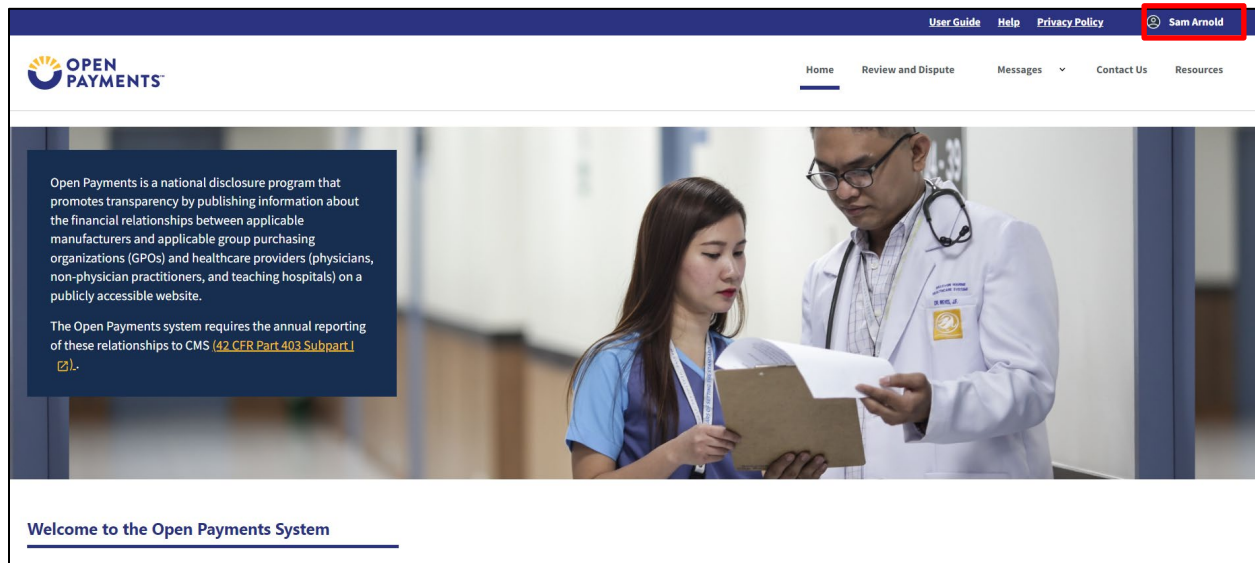 User Guide Help Privacy Policy Sam Arnold
OPEN
PAYMENTS
Home Review and Dispute Messages Contact Us Resources
Open Payments is a national disclosure program that
promotes transparency by publishing information about
the financial relationships between applicable
manufacturers and applicable group purchasing
organizations (GPOs) and healthcare providers (physicians,
non-physician practitioners, and teaching hospitals) on a
publicly accessible website.
The Open Payments system requires the annual reporting
of these relationships to CMS (42 CFR Part 403 Subpart I
).
Welcome to the Open Payments System